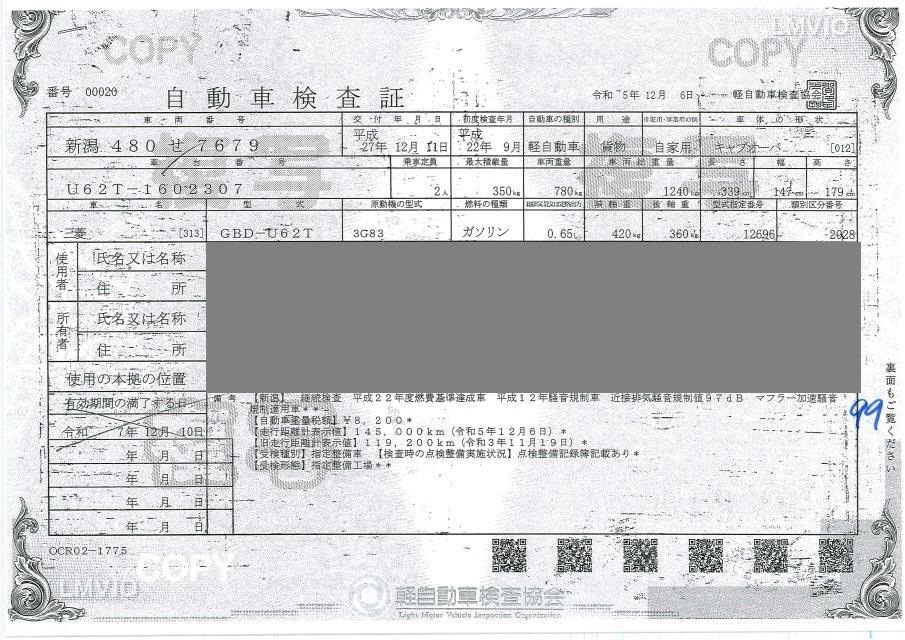 COPY
LMVIO
COPY
番号 00020
自動車検査証
令和 5年12月 6日
軽自動車検査協会
車両番号 交付年月日 初度検査年月 自動車の種別 用途 自家用・事業用の別 車体の形状
新潟 480 せ 7679 平成 27年 12月 11日 平成 22年 9月 軽自動車 貨物 自家用 キャブオーバ [012]
車台番号 乗車定員 最大積載量 車両重量 車両総重量 長さ 幅 高さ
U62T-1602307 2人 350kg 780kg 1240kg 339cm 147cm 179cm
車名 型式 原動機の型式 燃料の種類 前軸重 後軸重 型式指定番号 類別区分番号
三菱 [313] GBD-U62T 3G83 ガソリン 0.65L 420kg 360kg 12696 2028
使用者 氏名又は名称
住所
所有者 氏名又は名称
住所
使用の本拠の位置
有効期間の満了する日
令和 7年12月10日
年 月 日
年 月 日
年 月 日
年 月 日
備考 【新潟】 継続検査 平成22年度燃費基準達成車 平成12年騒音規制車 近接排気騒音規制値97dB マフラー加速騒音
規制適用車**
【自動車重量税額】¥8,200*
【走行距離計表示値】145,000km(令和5年12月6日)*
【旧走行距離計表示値】119,200km(令和3年11月19日)*
【受検種別】指定整備車 【検査時の点検整備実施状況】点検整備記録簿記載あり*
【受検形態】指定整備工場**
裏面もご覧ください
99
複写
複写
OCR02-1775
COPY
LMVIO
軽自動車検査協会
Light Motor Vehicle Inspection Organization